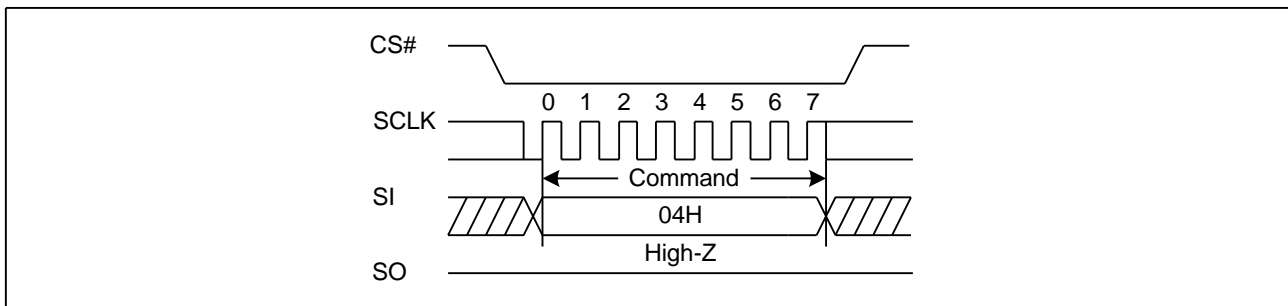 CS#
0 1 2 3 4 5 6 7
SCLK
Command
SI
04H
High-Z
SO